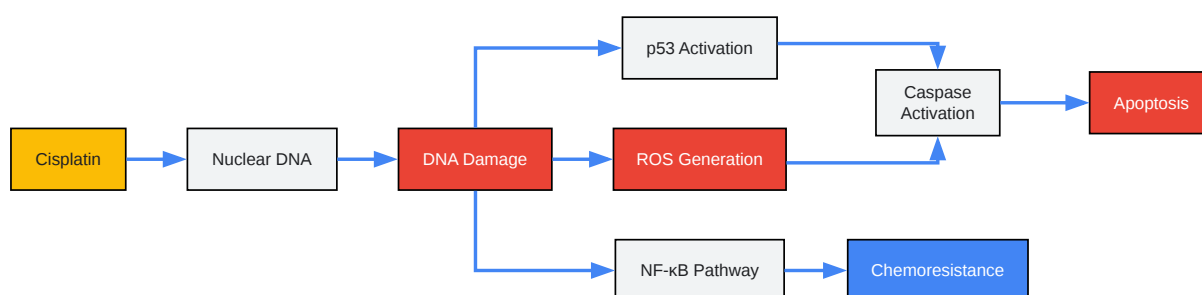 p53 Activation
Caspase
Activation
Apoptosis
Cisplatin
Nuclear DNA
DNA Damage
ROS Generation
NF-κB Pathway
Chemoresistance